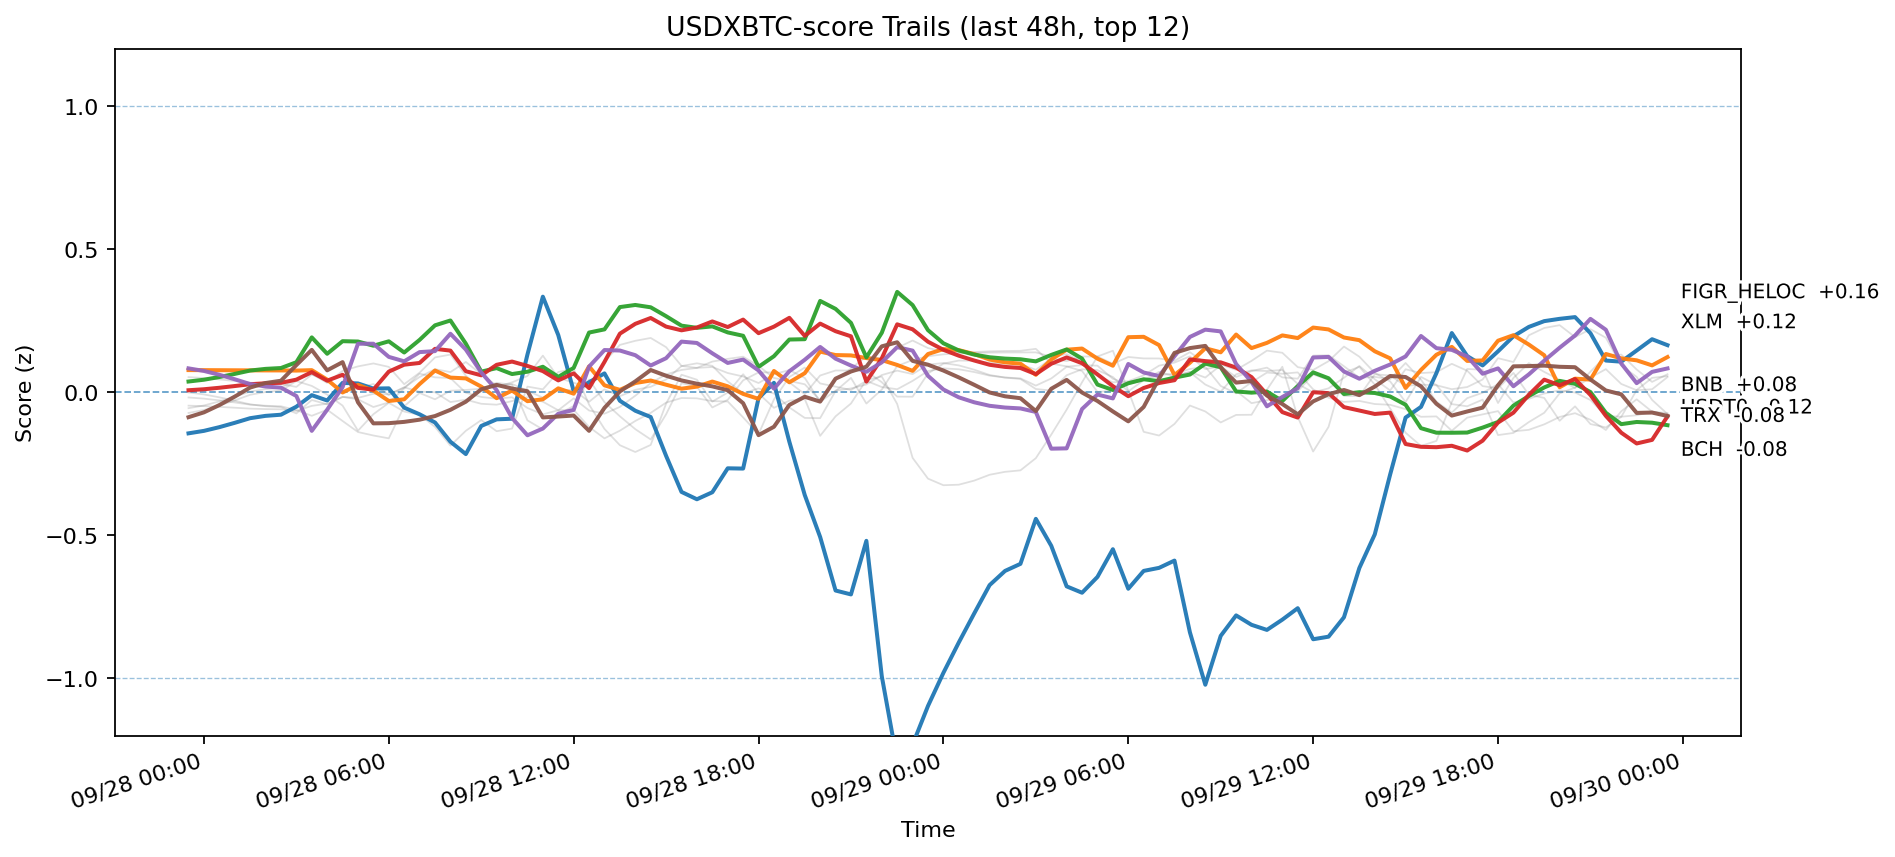 USDXBTC-score Trails (last 48h, top 12)
Score (z)
1.0
0.5
0.0
−0.5
−1.0
FIGR_HELOC +0.16
XLM +0.12
BNB +0.08
TRX -0.08
BCH -0.08
09/28 00:00
09/28 06:00
09/28 12:00
09/28 18:00
09/29 00:00
09/29 06:00
09/29 12:00
09/29 18:00
09/30 00:00
Time